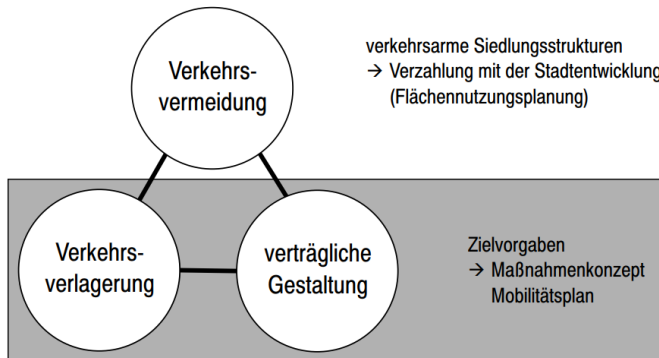 Verkehrs-
vermeidung
verkehrsarme Siedlungsstrukturen
→ Verzahlung mit der Stadtentwicklung
(Flächennutzungsplanung)
Verkehrs-
verlagerung
verträgliche
Gestaltung
Zielvorgaben
→ Maßnahmenkonzept
Mobilitätsplan